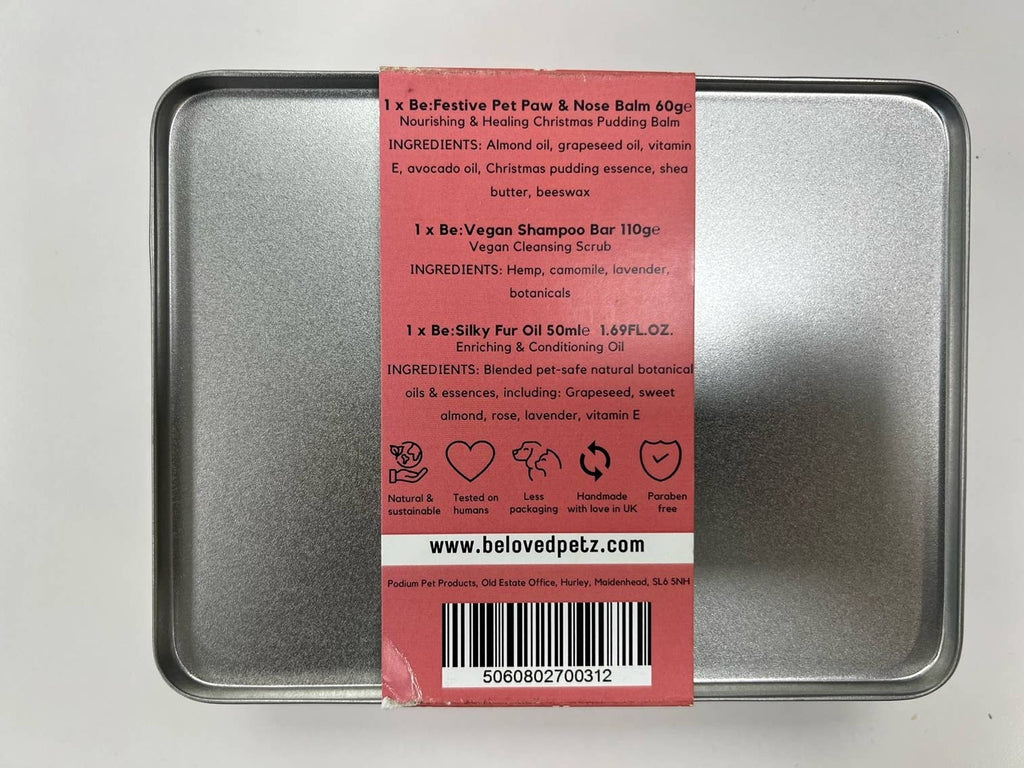 1 x Be:Festive Pet Paw & Nose Balm 60g℮
Nourishing & Healing Christmas Pudding Balm
INGREDIENTS: Almond oil, grapeseed oil, vitamin
E, avocado oil, Christmas pudding essence, shea
butter, beeswax
1 x Be:Vegan Shampoo Bar 110g℮
Vegan Cleansing Scrub
INGREDIENTS: Hemp, camomile, lavender,
botanicals
1 x Be:Silky Fur Oil 50ml℮ 1.69FL.OZ.
Enriching & Conditioning Oil
INGREDIENTS: Blended pet-safe natural botanical
oils & essences, including: Grapeseed, sweet
almond, rose, lavender, vitamin E
Natural &
sustainable
Tested on
humans
Less
packaging
Handmade
with love in UK
Paraben
free
www.belovedpetz.com
Podium Pet Products, Old Estate Office, Hurley, Maidenhead, SL6 5NH
5060802700312